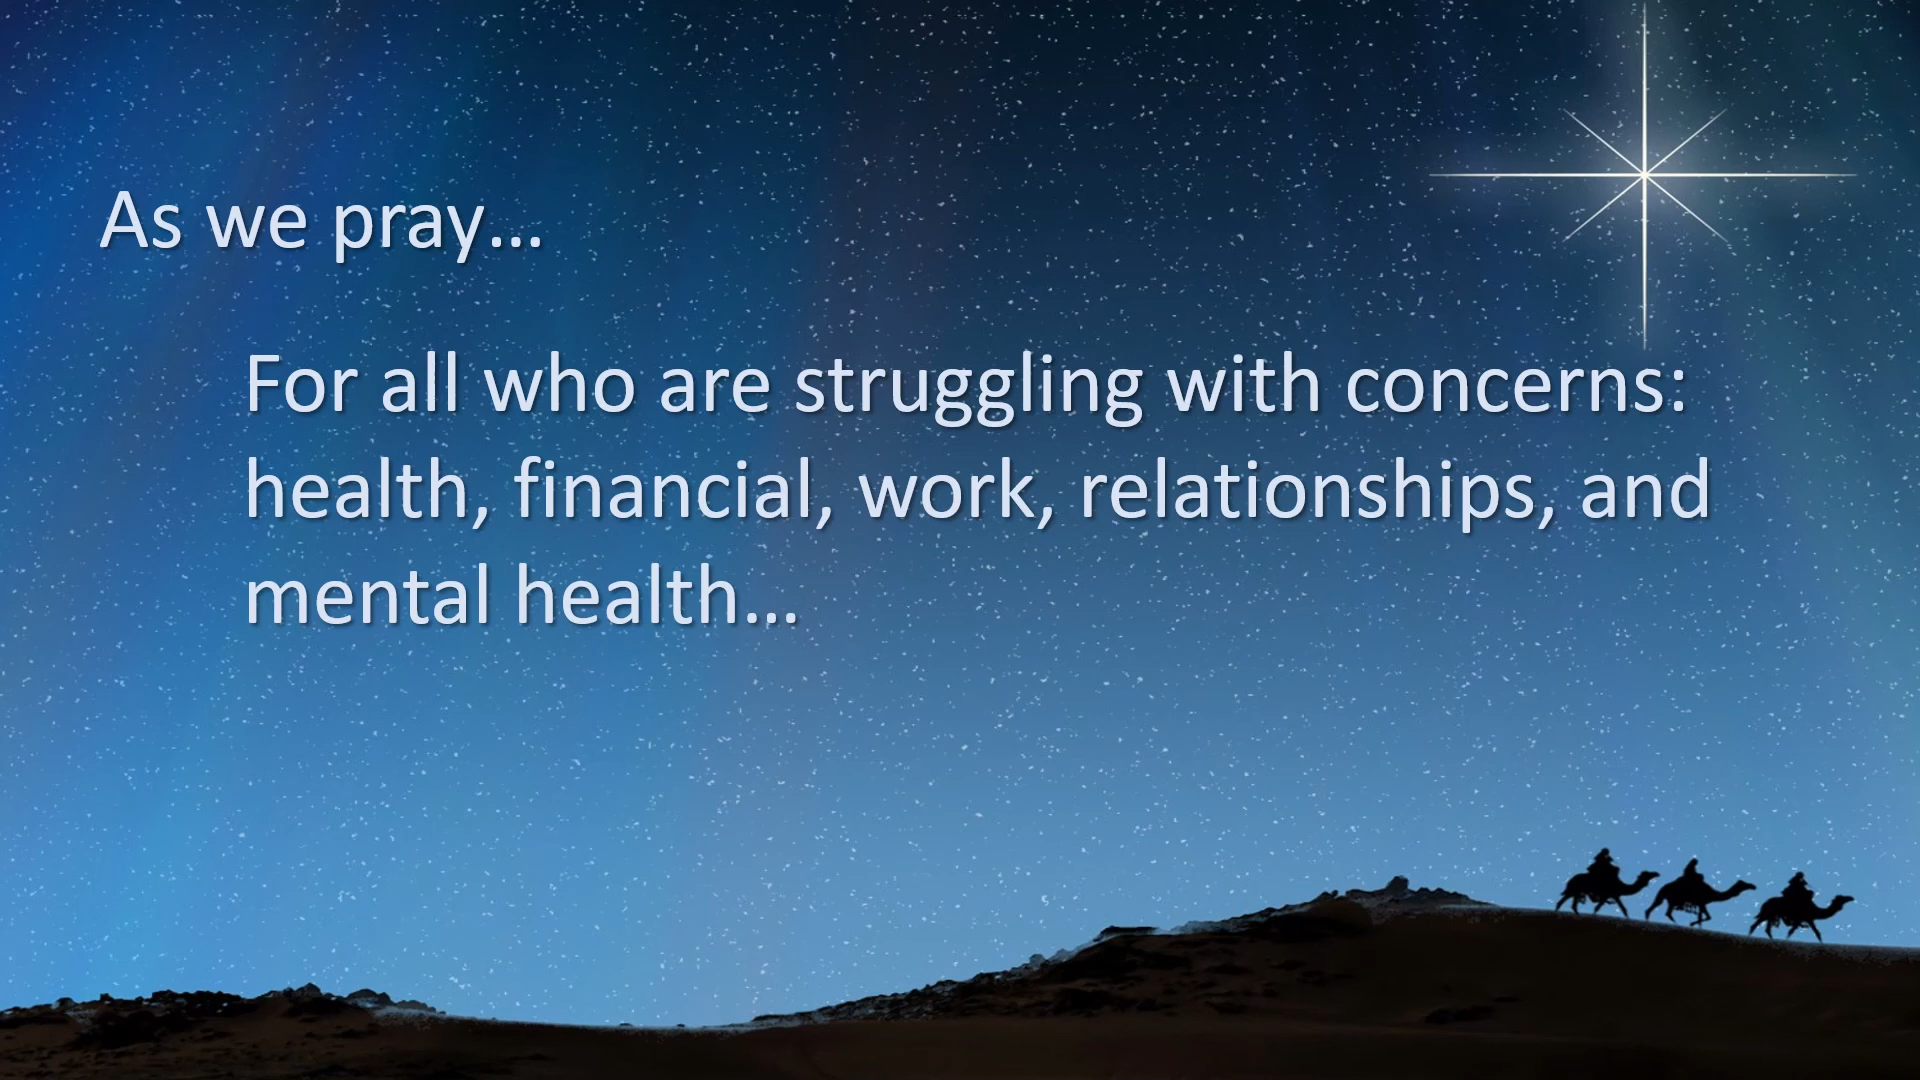 As we pray…
For all who are struggling with concerns:
health, financial, work, relationships, and
mental health…